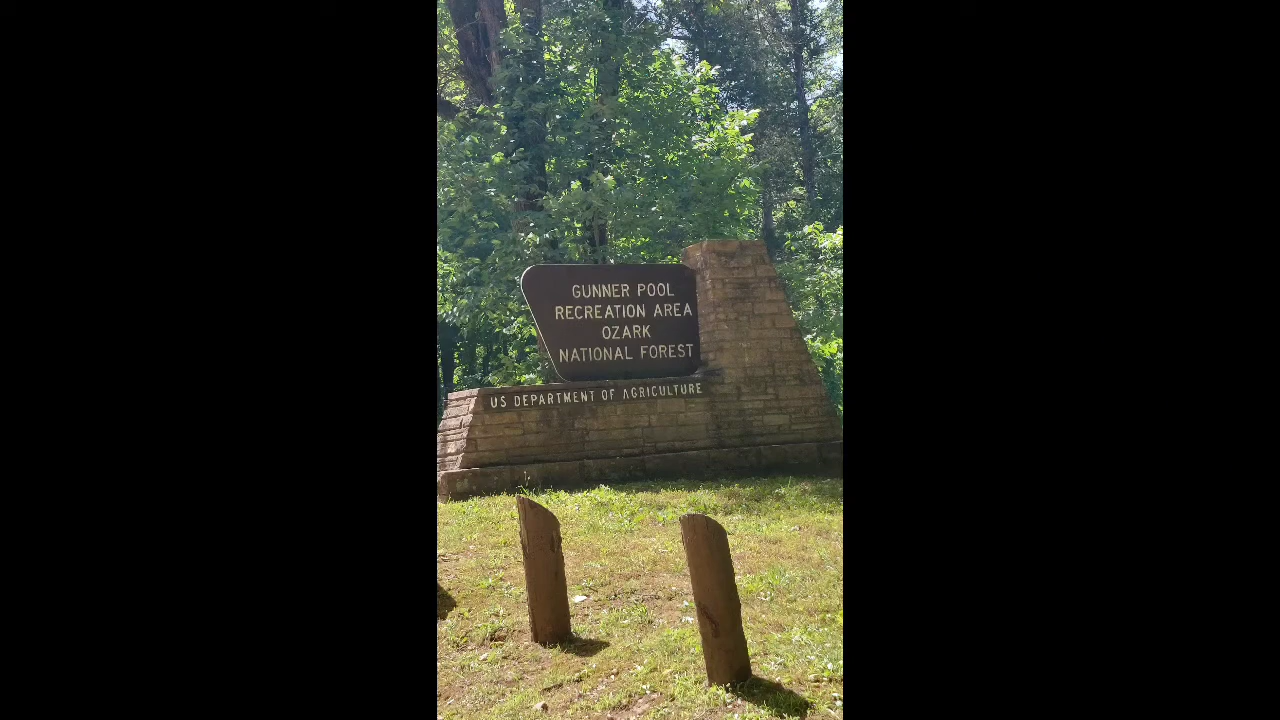 GUNNER POOL
RECREATION AREA
OZARK
NATIONAL FOREST
US DEPARTMENT OF AGRICULTURE